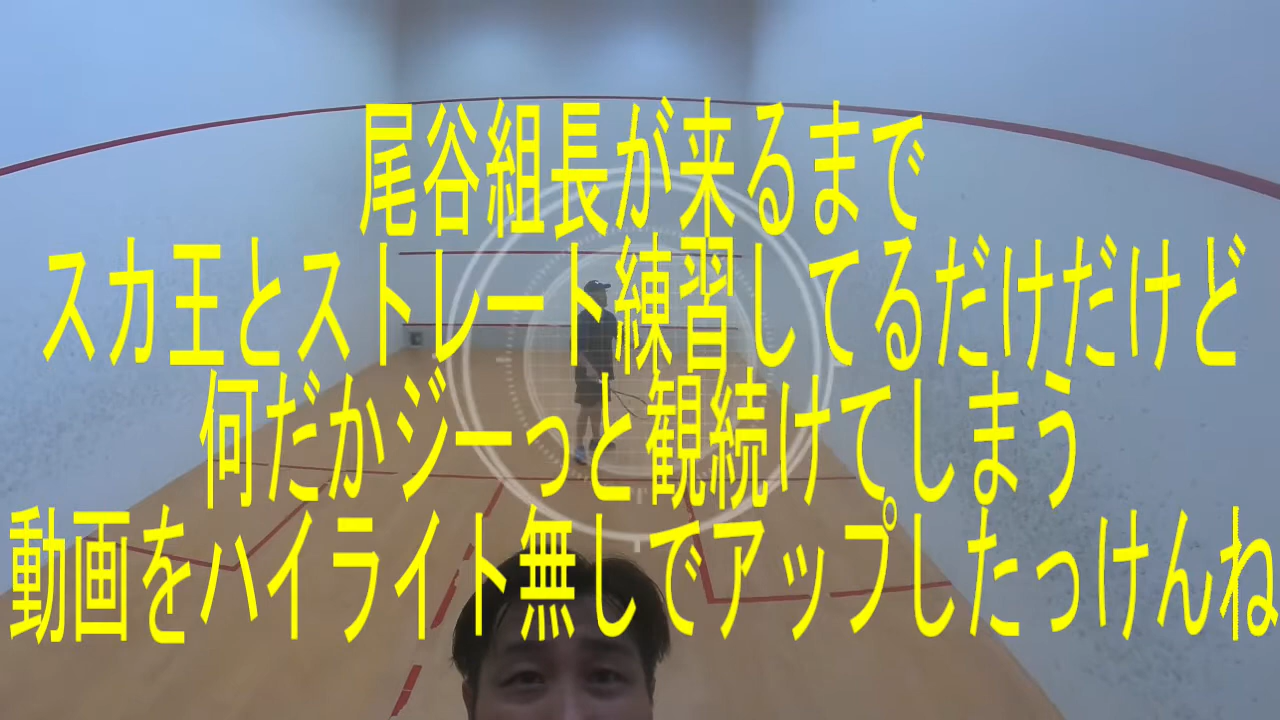 尾谷組長が来るまで
スカ王とストレート練習してるだけだけど
何だかジーっと観続けてしまう
動画をハイライト無しでアップしたっけんね